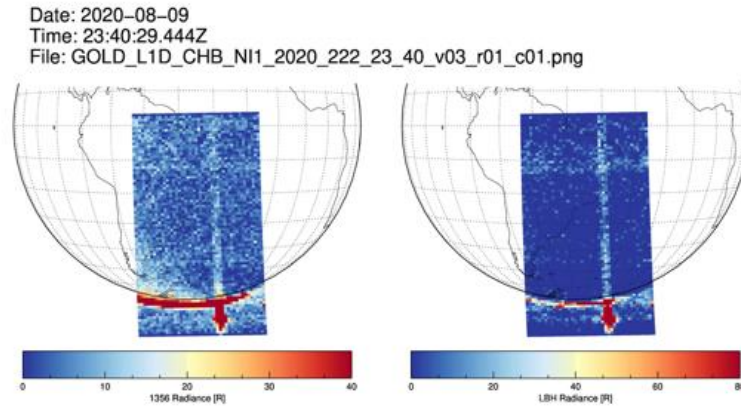 Date: 2020-08-09
Time: 23:40:29.444Z
File: GOLD_L1D_CHB_NI1_2020_222_23_40_v03_r01_c01.png
0 10 20 30 40
1356 Radiance [R]
0 20 40 60 80
LBH Radiance [R]